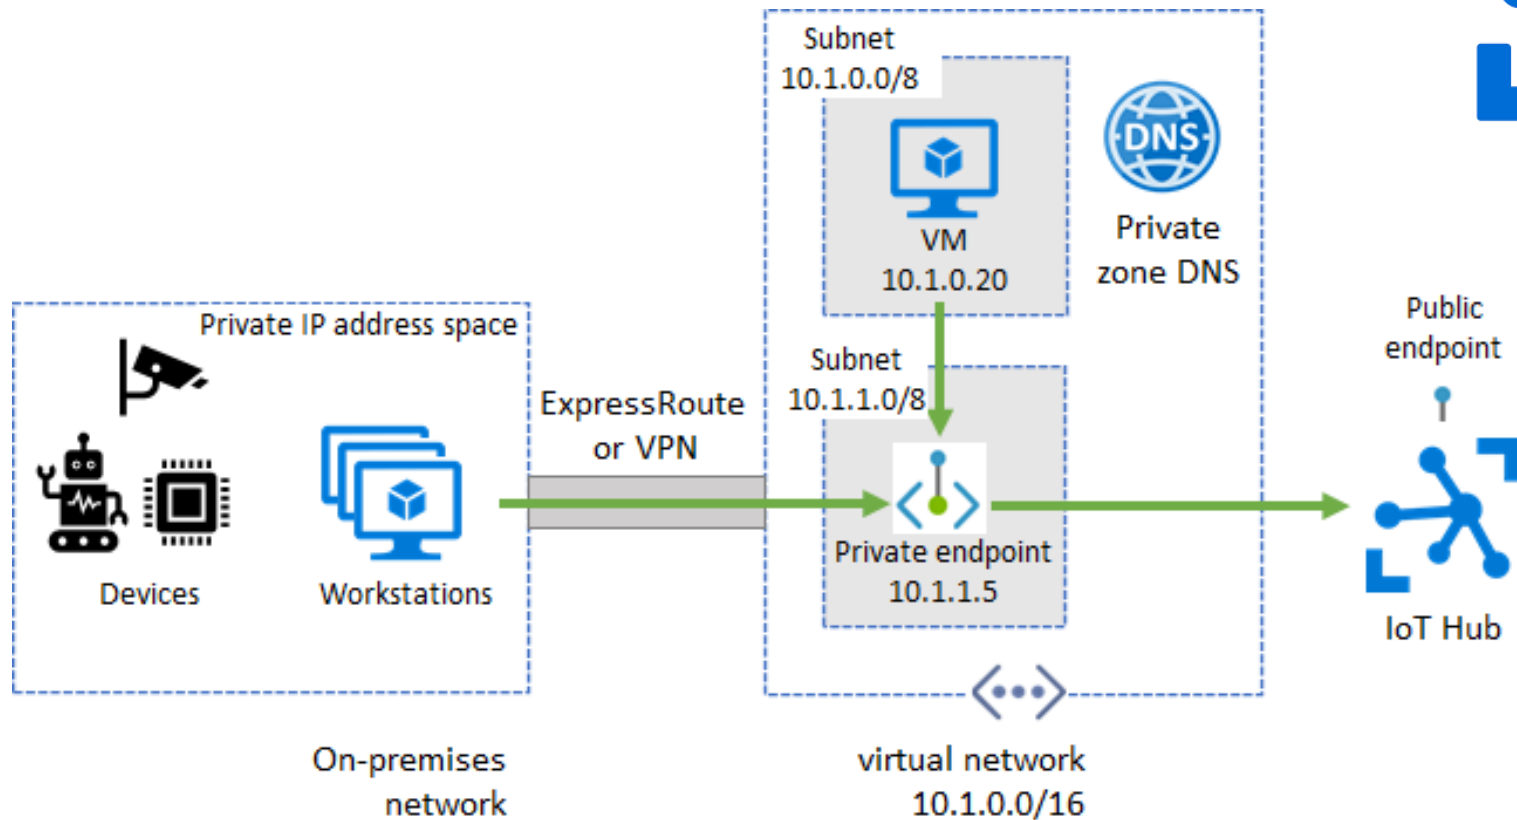 Subnet
10.1.0.0/8
DNS
VM
10.1.0.20
Private
zone DNS
Private IP address space
Devices
Workstations
ExpressRoute
or VPN
Subnet
10.1.1.0/8
Private endpoint
10.1.1.5
Public
endpoint
IoT Hub
On-premises
network
virtual network
10.1.0.0/16